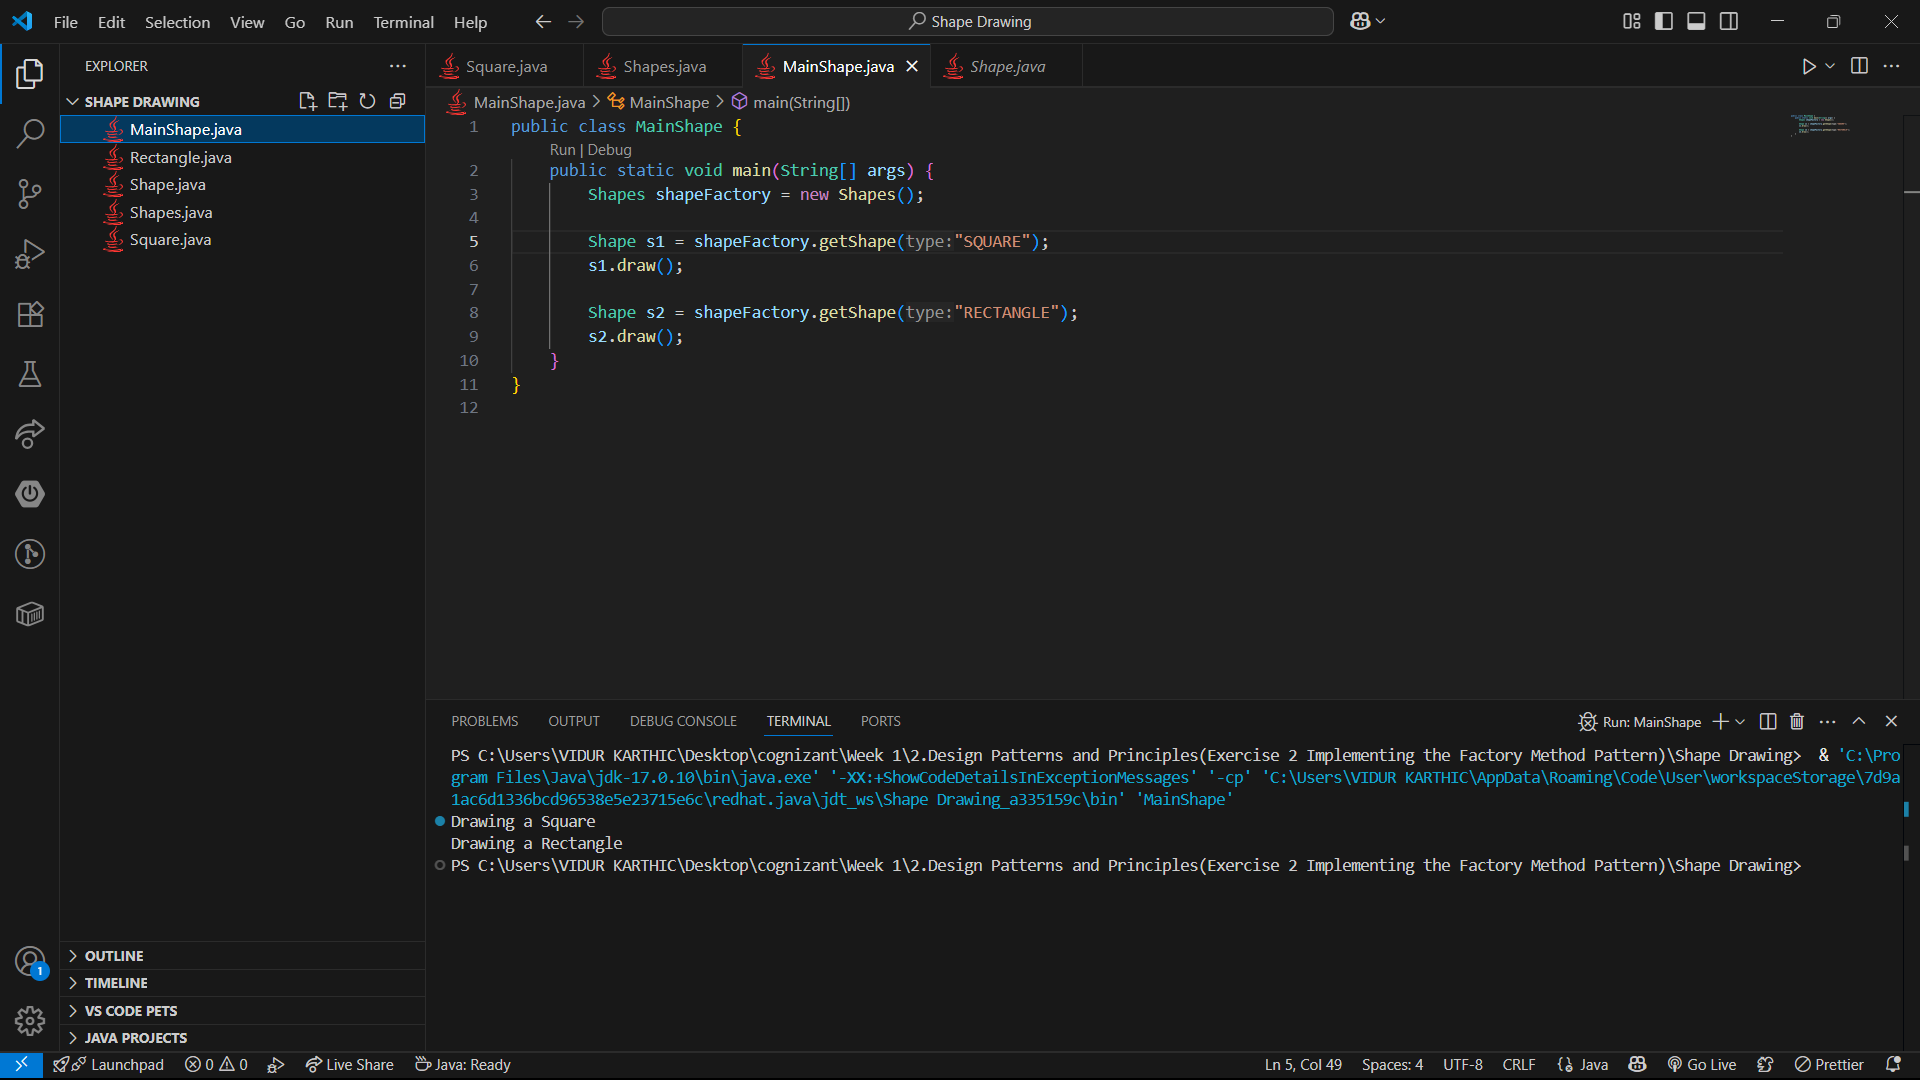 File Edit Selection View Go Run Terminal Help
Shape Drawing
EXPLORER
SHAPE DRAWING
MainShape.java
Rectangle.java
Shape.java
Shapes.java
Square.java
OUTLINE
TIMELINE
VS CODE PETS
JAVA PROJECTS
1
Square.java Shapes.java MainShape.java Shape.java
MainShape.java > MainShape > main(String[])
1 public class MainShape {
Run | Debug
2 public static void main(String[] args) {
3 Shapes shapeFactory = new Shapes();
4
5 Shape s1 = shapeFactory.getShape(type:"SQUARE");
6 s1.draw();
7
8 Shape s2 = shapeFactory.getShape(type:"RECTANGLE");
9 s2.draw();
10 }
11 }
12
PROBLEMS OUTPUT DEBUG CONSOLE TERMINAL PORTS
Run: MainShape
PS C:\Users\VIDUR KARTHIC\Desktop\cognizant\Week 1\2.Design Patterns and Principles(Exercise 2 Implementing the Factory Method Pattern)\Shape Drawing> & 'C:\Pro
gram Files\Java\jdk-17.0.10\bin\java.exe' '-XX:+ShowCodeDetailsInExceptionMessages' '-cp' 'C:\Users\VIDUR KARTHIC\AppData\Roaming\Code\User\workspaceStorage\7d9a
1ac6d1336bcd96538e5e23715e6c\redhat.java\jdt_ws\Shape Drawing_a335159c\bin' 'MainShape'
Drawing a Square
Drawing a Rectangle
PS C:\Users\VIDUR KARTHIC\Desktop\cognizant\Week 1\2.Design Patterns and Principles(Exercise 2 Implementing the Factory Method Pattern)\Shape Drawing>
Launchpad 0 0 Live Share Java: Ready Ln 5, Col 49 Spaces: 4 UTF-8 CRLF Java Go Live Prettier